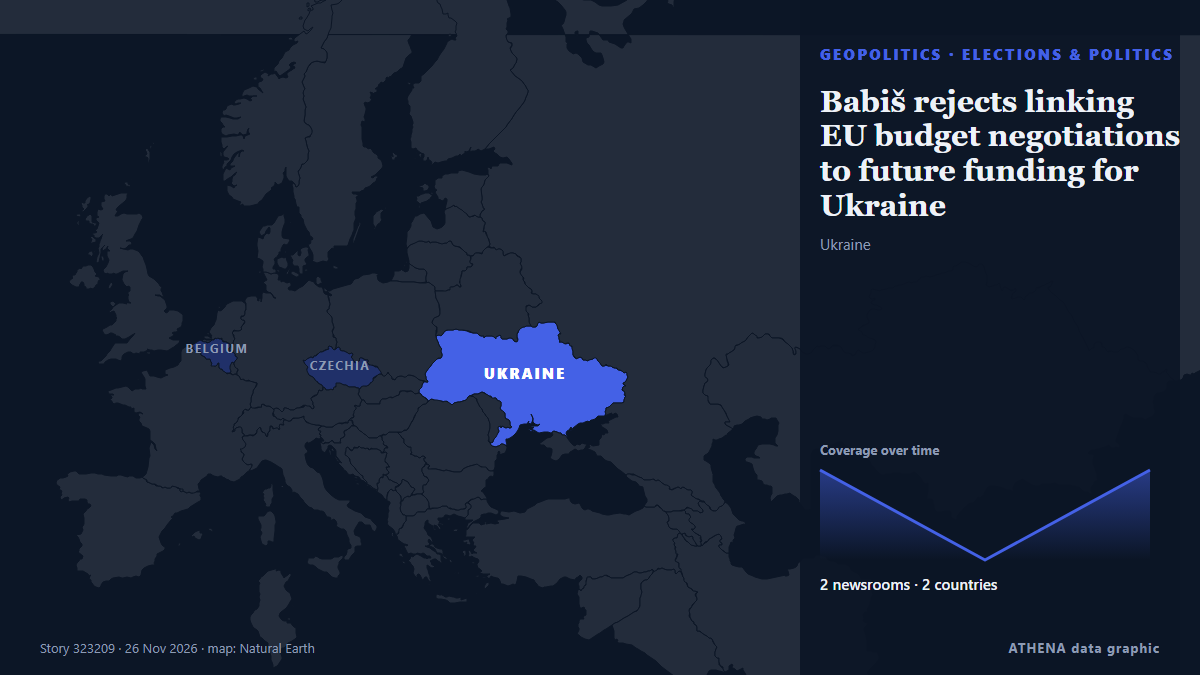 GEOPOLITICS · ELECTIONS & POLITICS
Babiš rejects linking
EU budget negotiations
to future funding for
Ukraine
Ukraine
BELGIUM
CZECHIA
UKRAINE
Coverage over time
2 newsrooms · 2 countries
Story 323209 · 26 Nov 2026 · map: Natural Earth
ATHENA data graphic